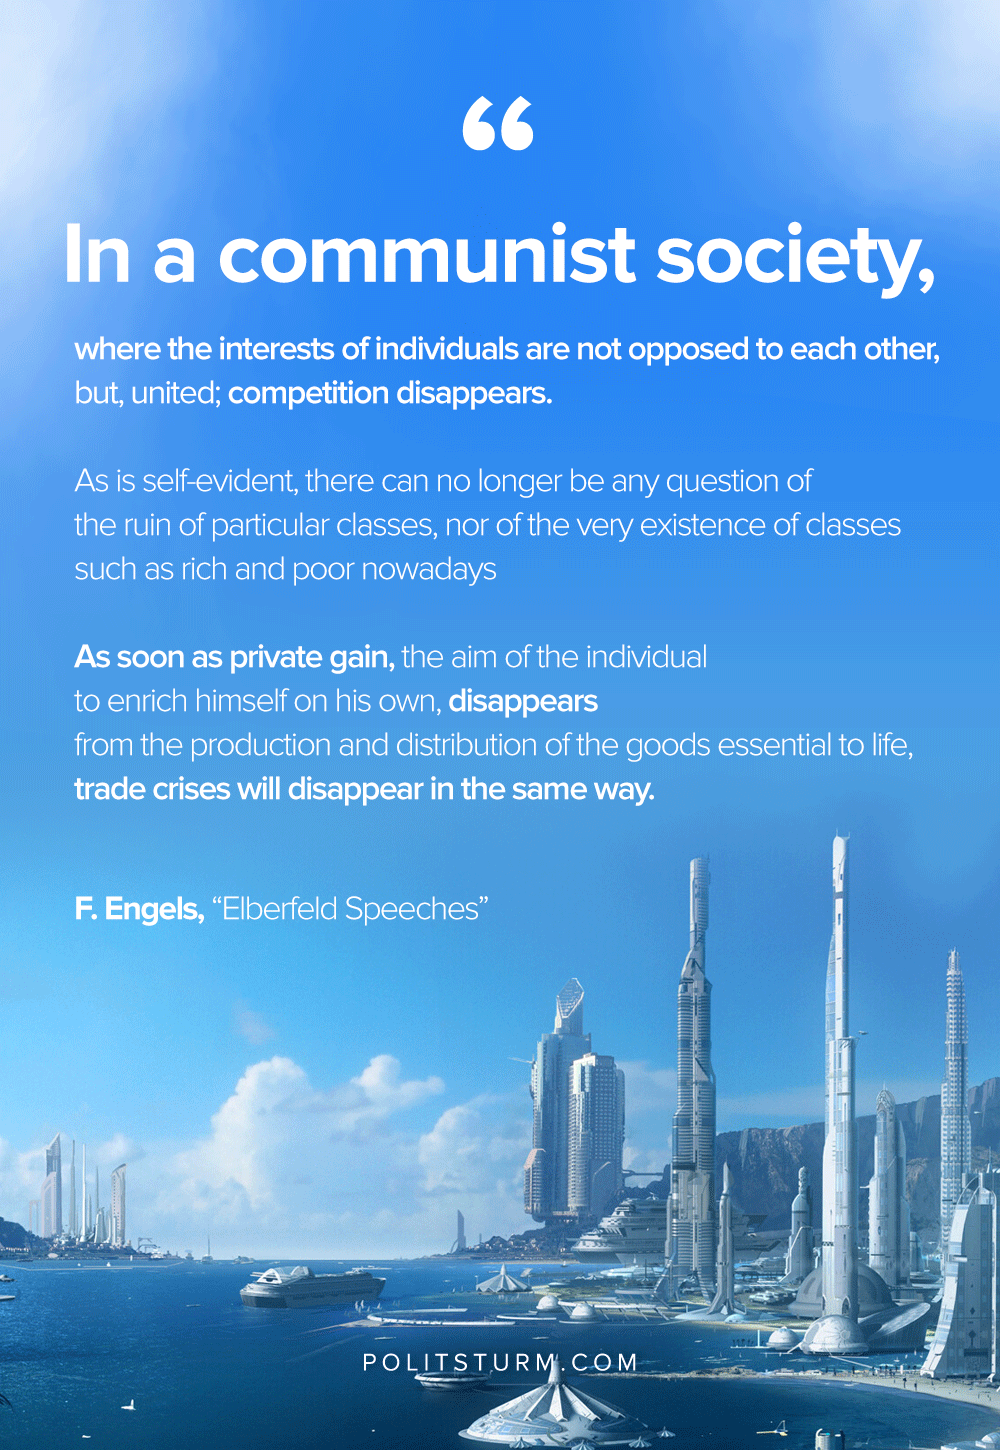 “
In a communist society,
where the interests of individuals are not opposed to each other,
but, united; competition disappears.
As is self-evident, there can no longer be any question of
the ruin of particular classes, nor of the very existence of classes
such as rich and poor nowadays
As soon as private gain, the aim of the individual
to enrich himself on his own, disappears
from the production and distribution of the goods essential to life,
trade crises will disappear in the same way.
F. Engels, “Elberfeld Speeches”
POLITSTURM.COM